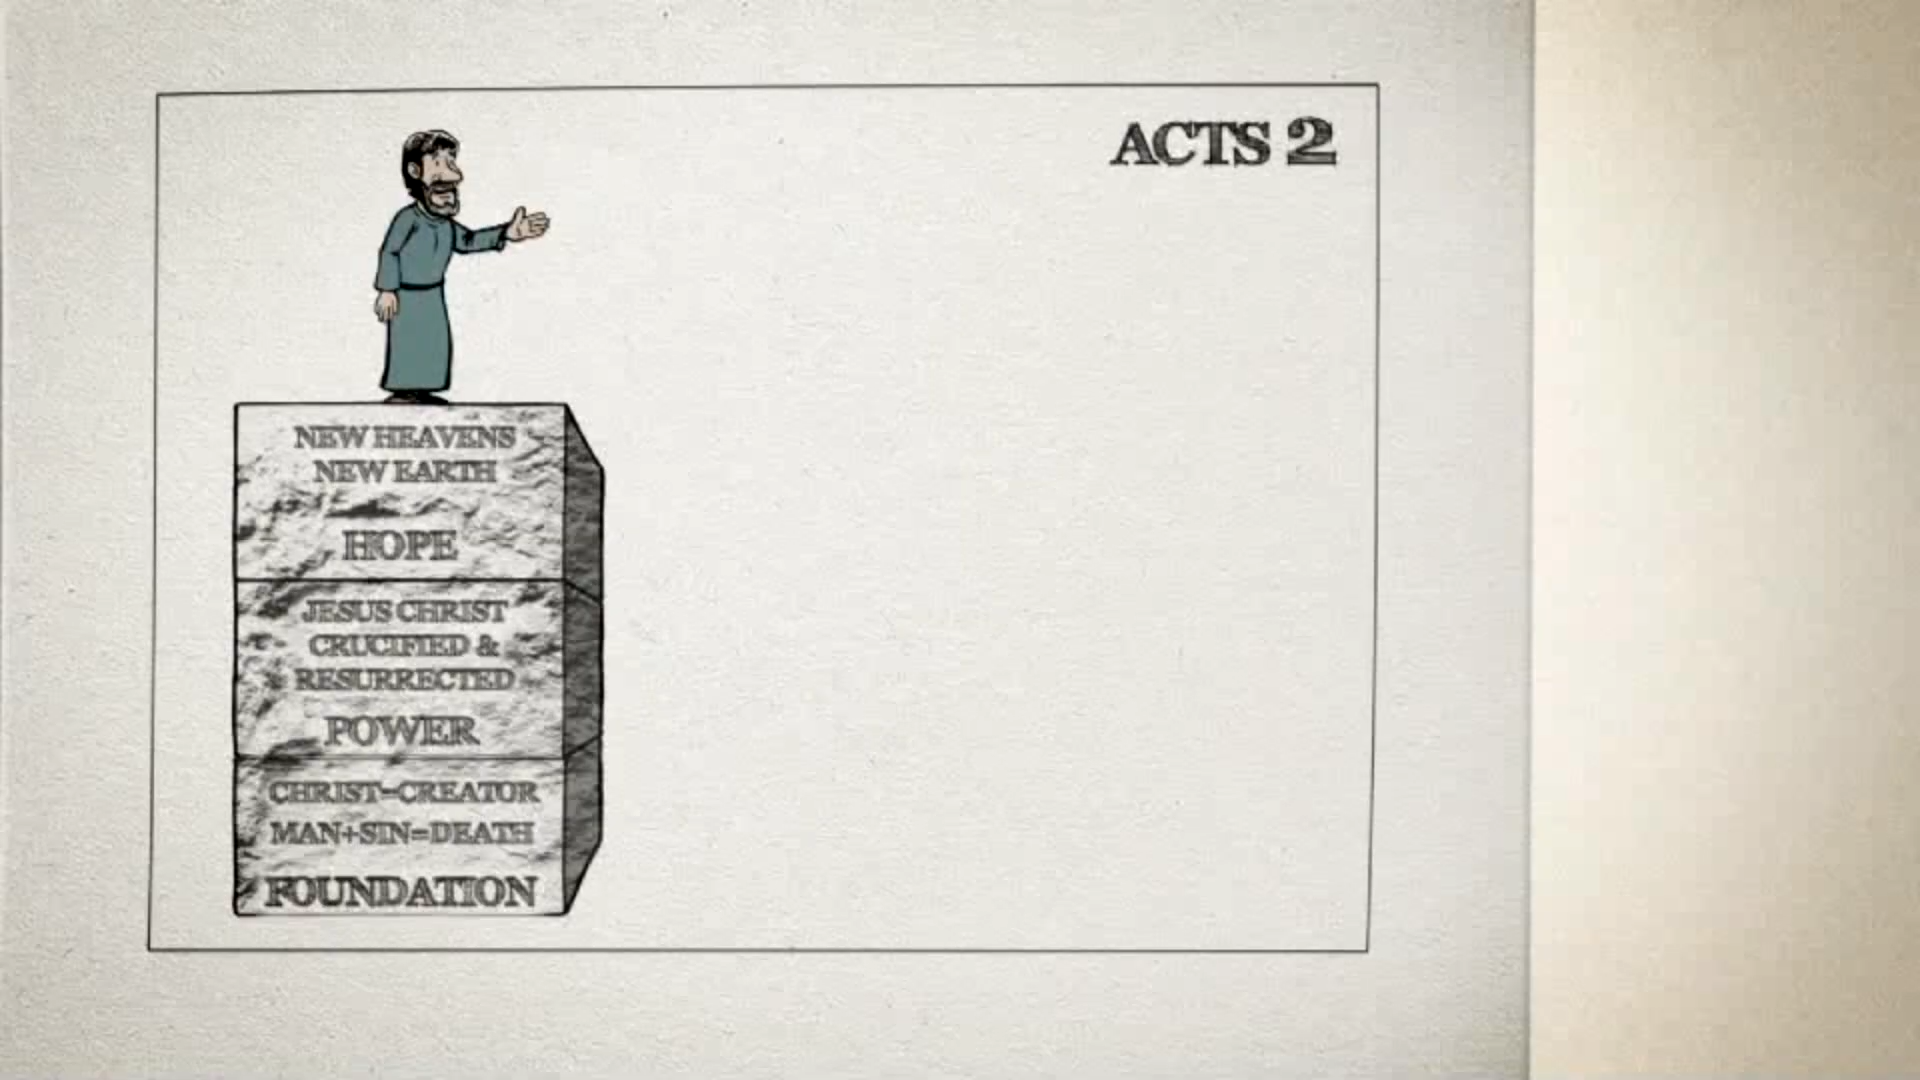 ACTS 2
NEW HEAVENS
NEW EARTH
HOPE
JESUS CHRIST
CRUCIFIED &
RESURRECTED
POWER
CHRIST=CREATOR
MAN+SIN=DEATH
FOUNDATION